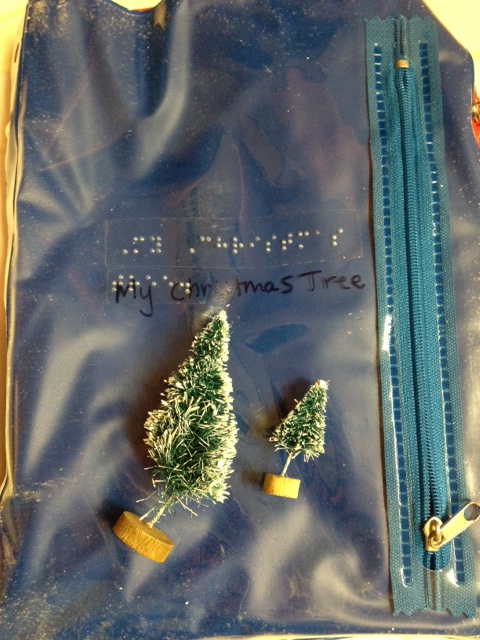 ⠠⠍⠽ ⠠⠉⠓⠗⠊⠎⠞⠍⠁⠎
My christmas Tree